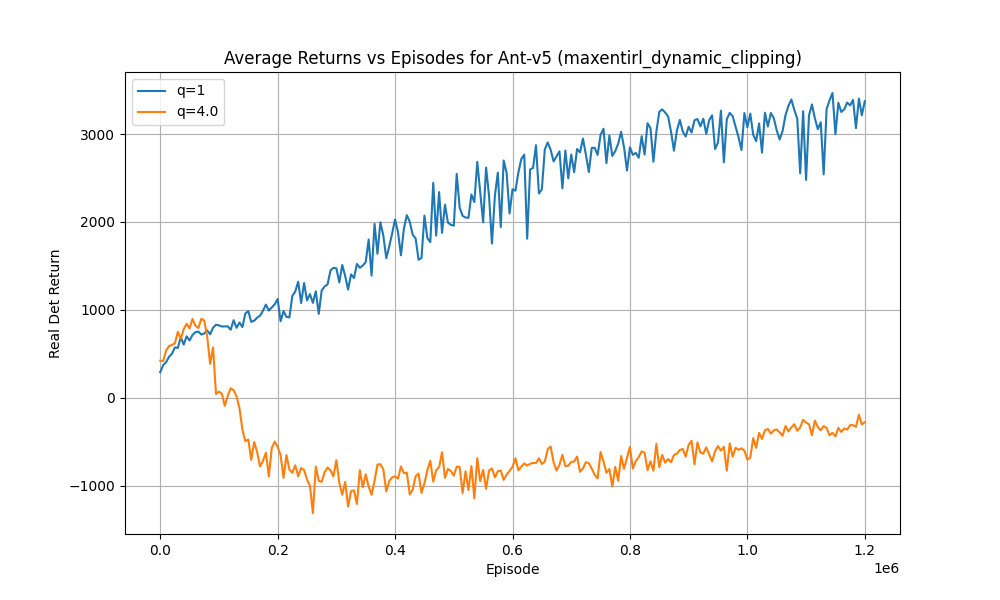 Average Returns vs Episodes for Ant-v5 (maxentirl_dynamic_clipping)
q=1
q=4.0
Real Det Return
3000
2000
1000
0
−1000
0.0 0.2 0.4 0.6 0.8 1.0 1.2
1e6
Episode